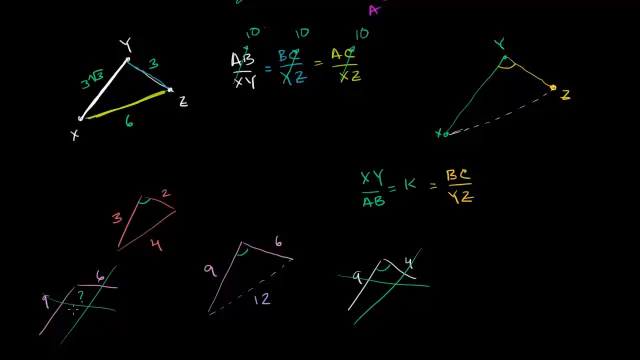 A
10 10 10
Y
3√3 3
AB/XY = BC/YZ = AC/XZ
Z
X
6
Y
Z
X
XY/AB = K = BC/YZ
2
3
4
6
9 ?
9 6
12
9 4